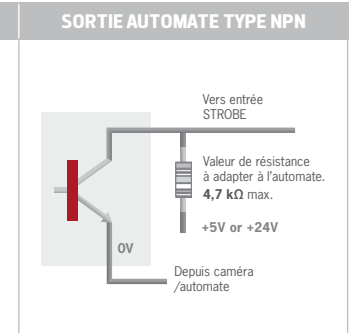 SORTIE AUTOMATE TYPE NPN
Vers entrée
STROBE
Valeur de résistance
à adapter à l'automate.
4,7 kΩ max.
+5V or +24V
0V
Depuis caméra
/automate